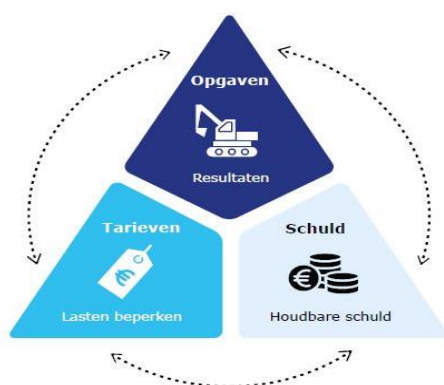 Opgaven
Resultaten
Tarieven
€
Lasten beperken
Schuld
€
Houdbare schuld